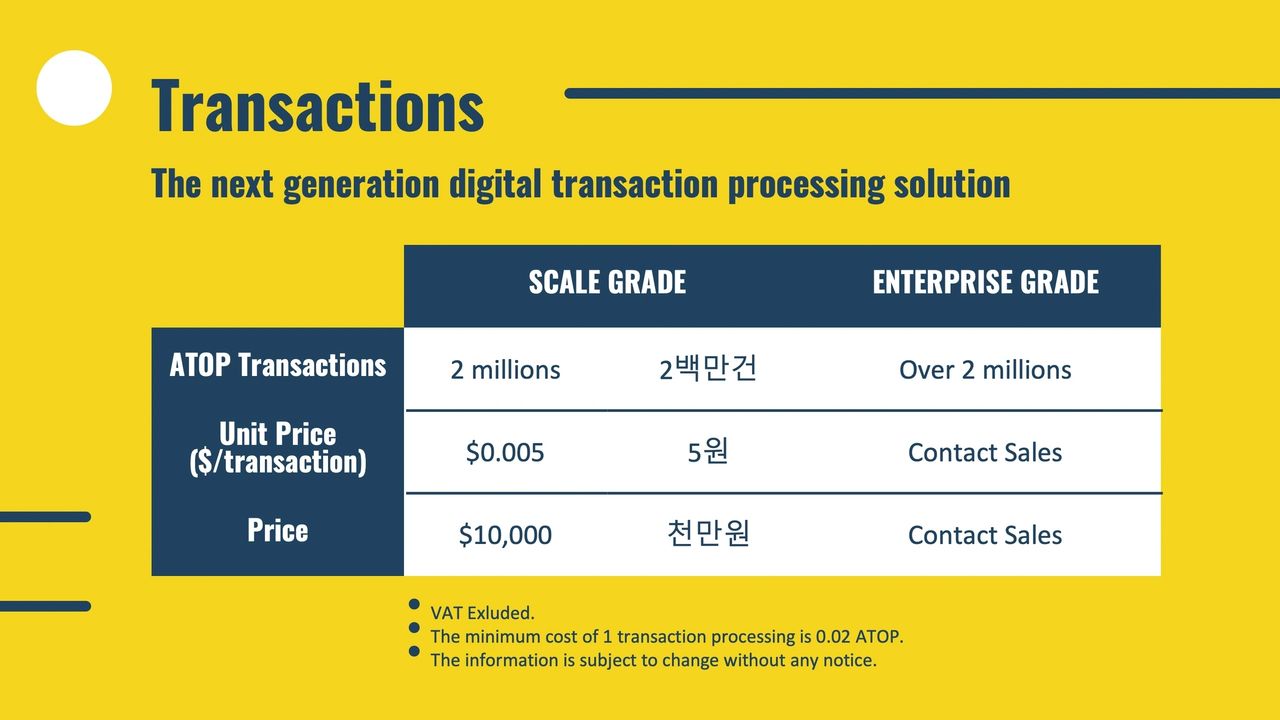 Transactions
The next generation digital transaction processing solution
SCALE GRADE ENTERPRISE GRADE
ATOP Transactions 2 millions 2백만건 Over 2 millions
Unit Price
($/transaction) $0.005 5원 Contact Sales
Price $10,000 천만원 Contact Sales
• VAT Exluded.
• The minimum cost of 1 transaction processing is 0.02 ATOP.
• The information is subject to change without any notice.